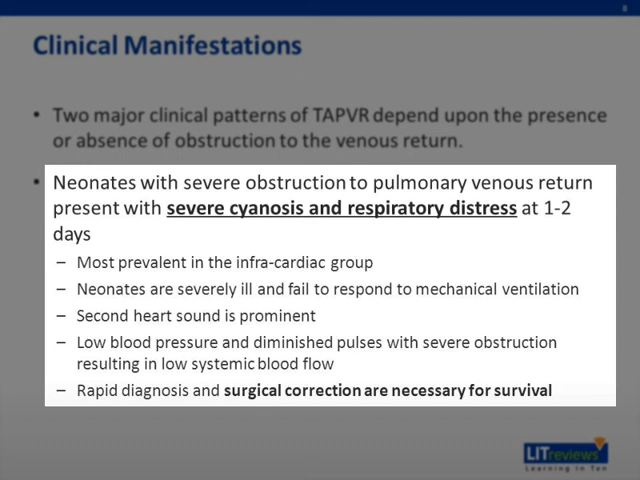 8
Clinical Manifestations
• Two major clinical patterns of TAPVR depend upon the presence
or absence of obstruction to the venous return.
• Neonates with severe obstruction to pulmonary venous return
present with severe cyanosis and respiratory distress at 1-2
days
– Most prevalent in the infra-cardiac group
– Neonates are severely ill and fail to respond to mechanical ventilation
– Second heart sound is prominent
– Low blood pressure and diminished pulses with severe obstruction
resulting in low systemic blood flow
– Rapid diagnosis and surgical correction are necessary for survival
LITreviews
Learning In Ten